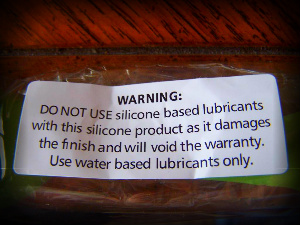 WARNING:
DO NOT USE silicone based lubricants
with this silicone product as it damages
the finish and will void the warranty.
Use water based lubricants only.